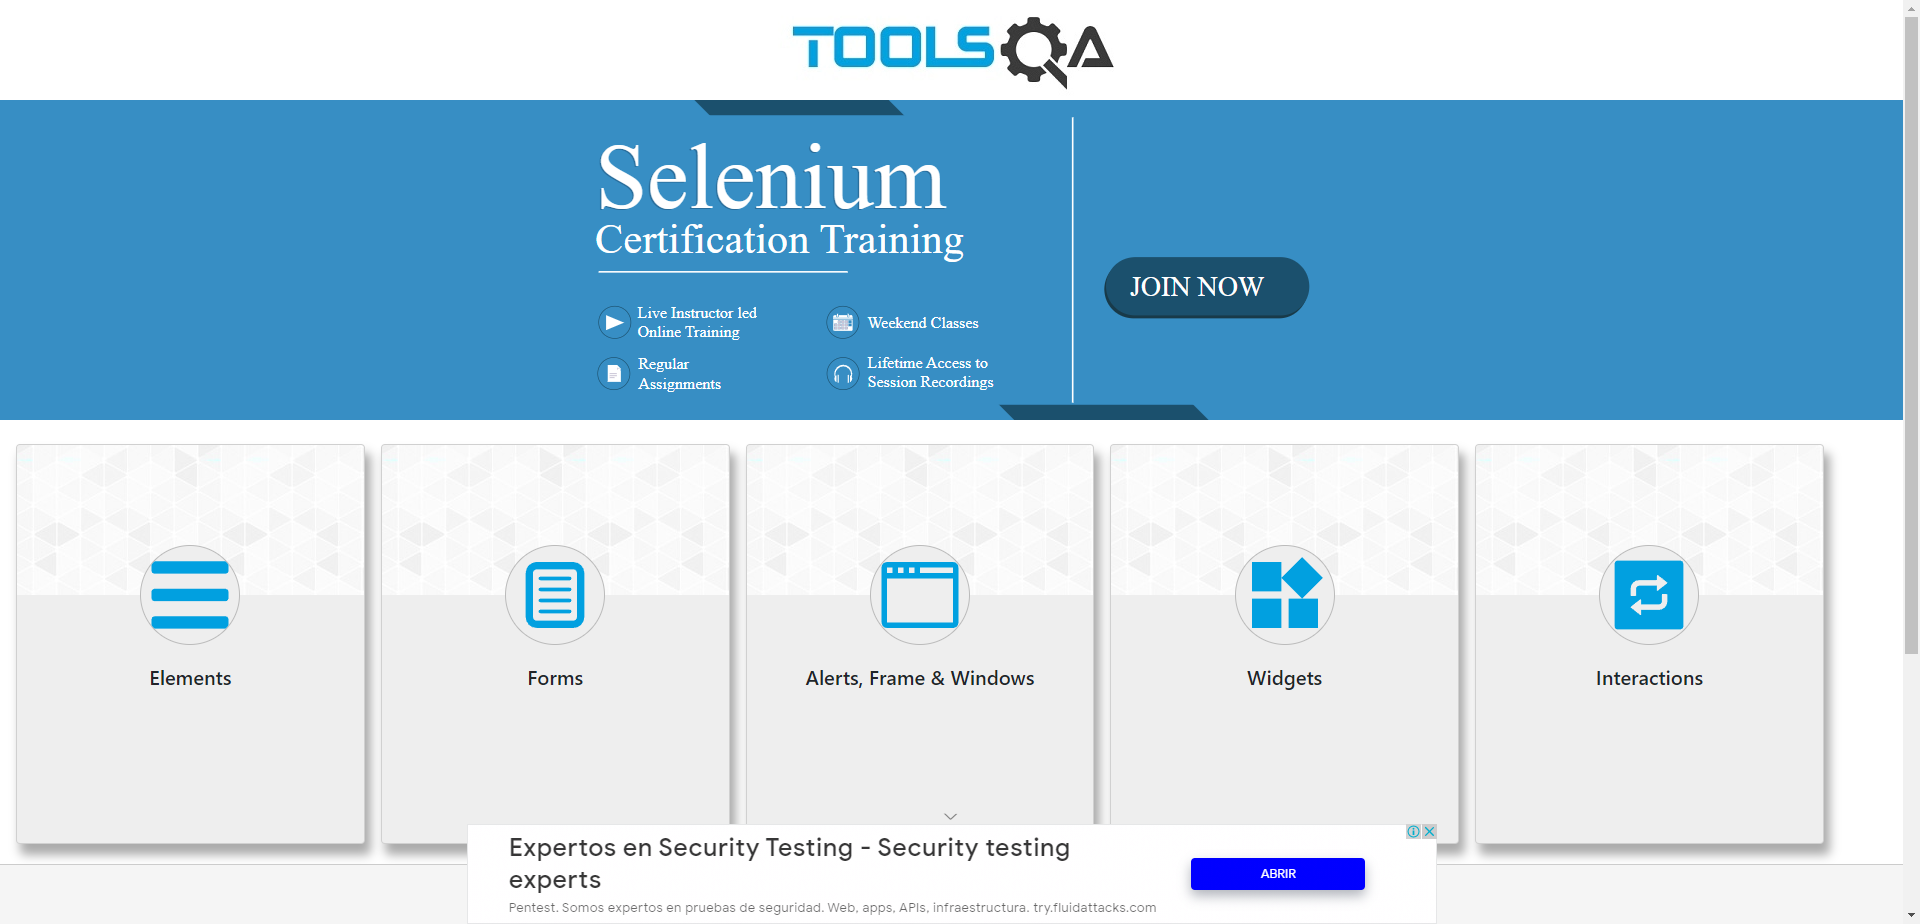 TOOLSQA
Selenium
Certification Training
Live Instructor led
Online Training
Weekend Classes
Regular
Assignments
Lifetime Access to
Session Recordings
JOIN NOW
Elements
Forms
Alerts, Frame & Windows
Widgets
Interactions
Expertos en Security Testing - Security testing
experts
Pentest. Somos expertos en pruebas de seguridad. Web, apps, APIs, infraestructura. try.fluidattacks.com
ABRIR